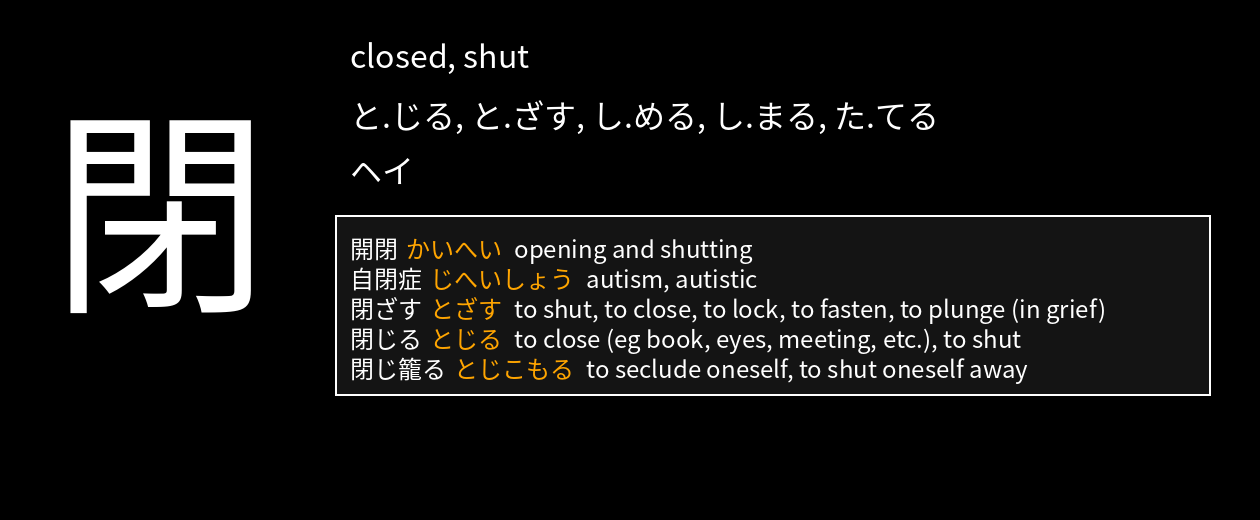 閉
closed, shut
と.じる, と.ざす, し.める, し.まる, た.てる
ヘイ
開閉 かいへい opening and shutting
自閉症 じへいしょう autism, autistic
閉ざす とざす to shut, to close, to lock, to fasten, to plunge (in grief)
閉じる とじる to close (eg book, eyes, meeting, etc.), to shut
閉じ籠る とじこもる to seclude oneself, to shut oneself away